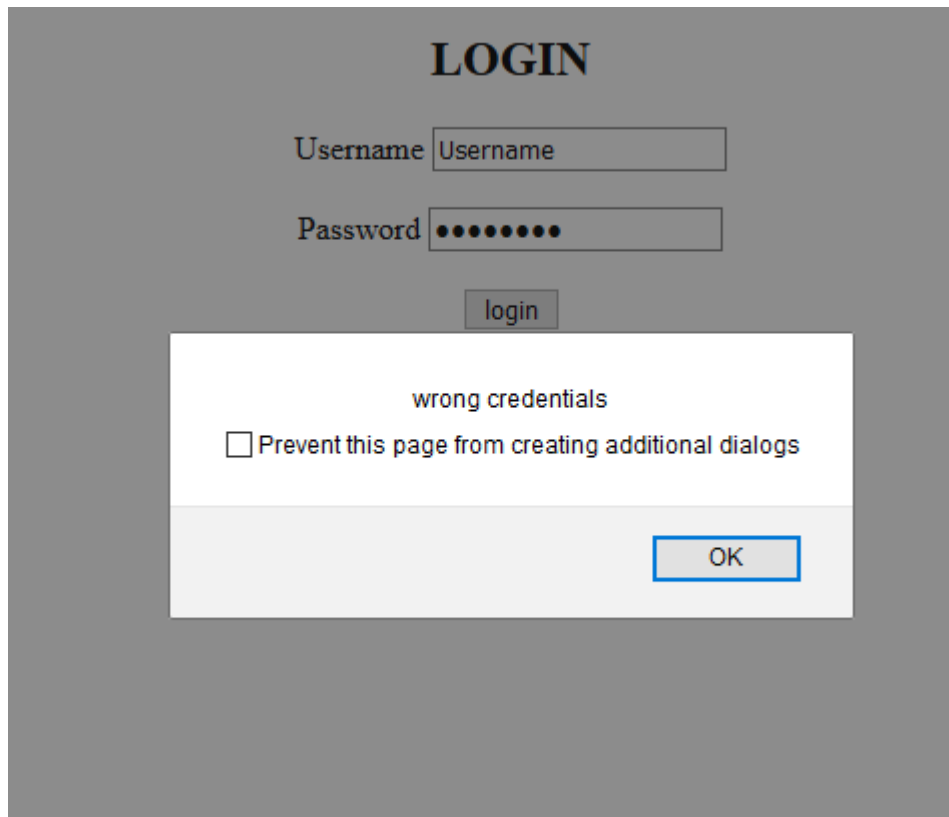 LOGIN
Username Username
Password ●●●●●●●●
login
wrong credentials
Prevent this page from creating additional dialogs
OK